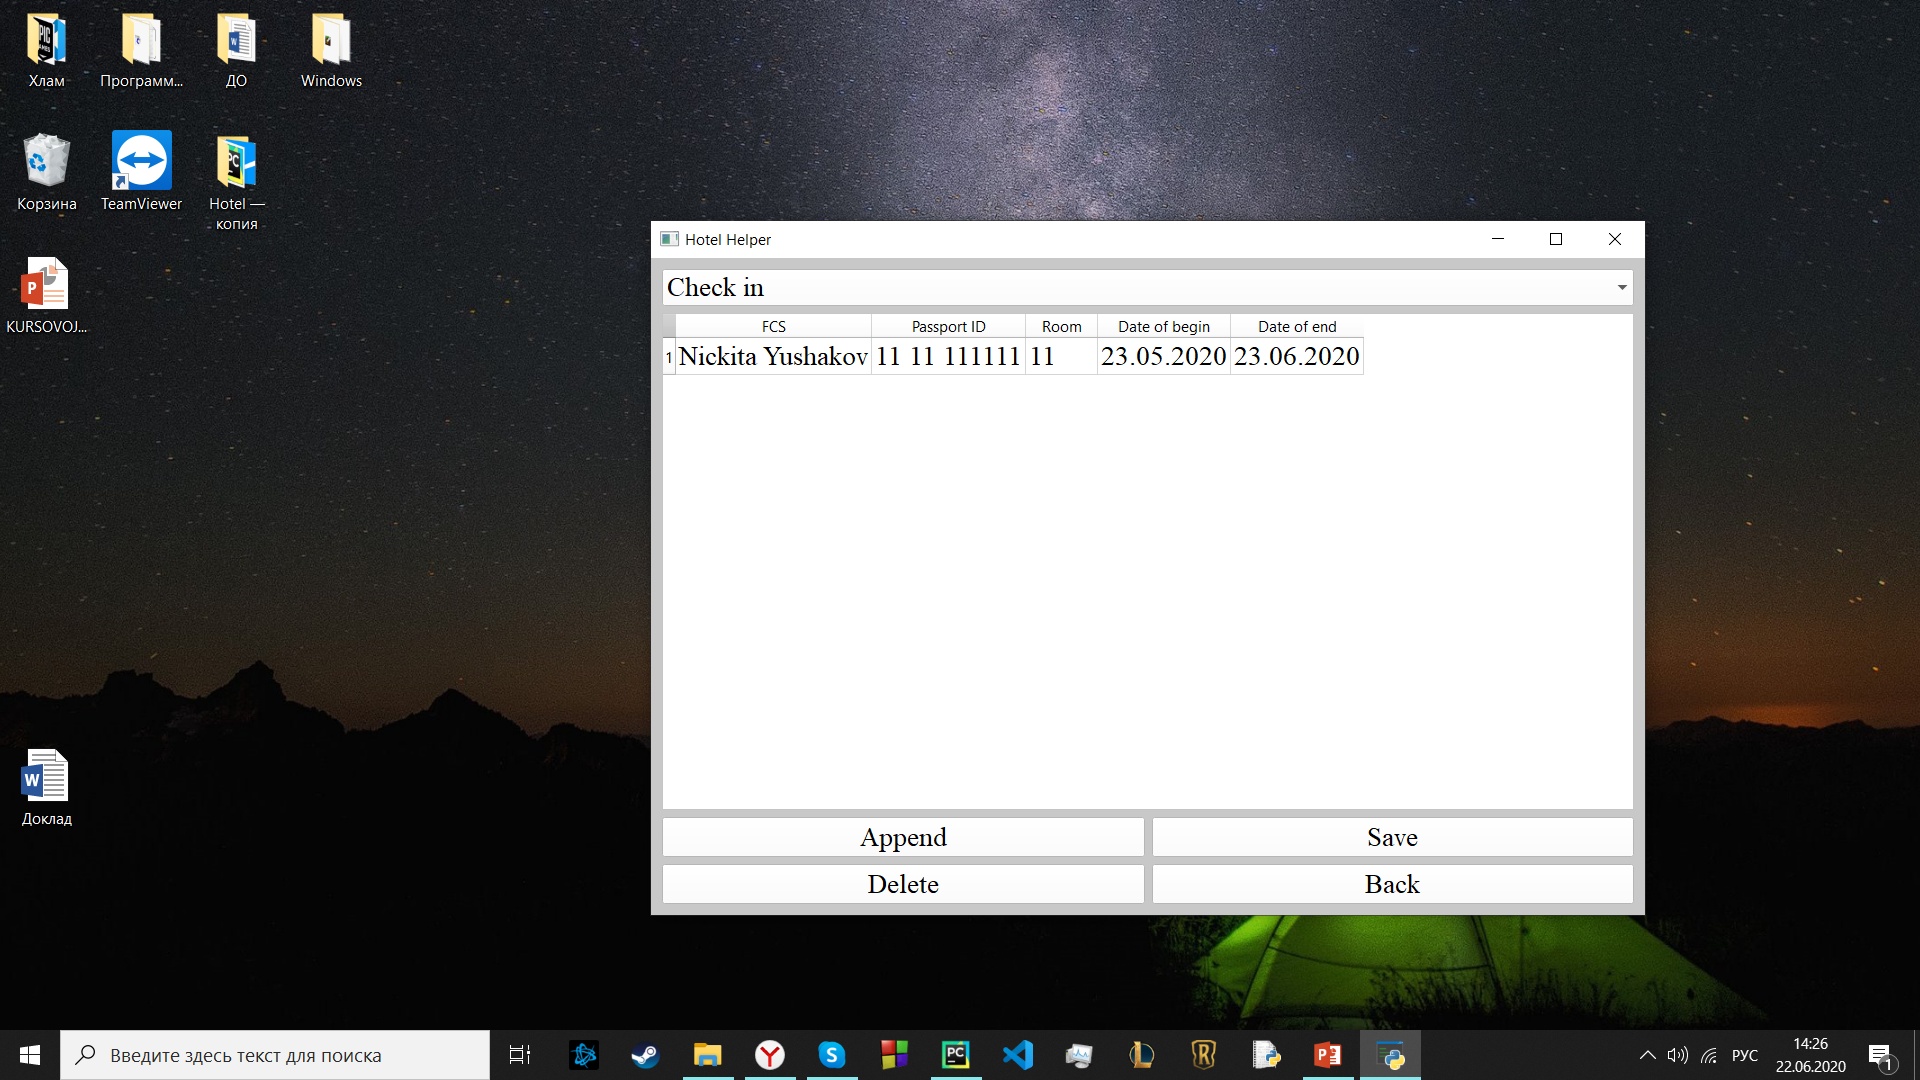 Хлам
Программ...
ДО
Windows
Корзина
TeamViewer
Hotel —
копия
KURSOVOJ...
Доклад
Hotel Helper
Check in
FCS Passport ID Room Date of begin Date of end
1 Nickita Yushakov 11 11 111111 11 23.05.2020 23.06.2020
Append Save
Delete Back
Введите здесь текст для поиска
РУС
14:26
22.06.2020
1